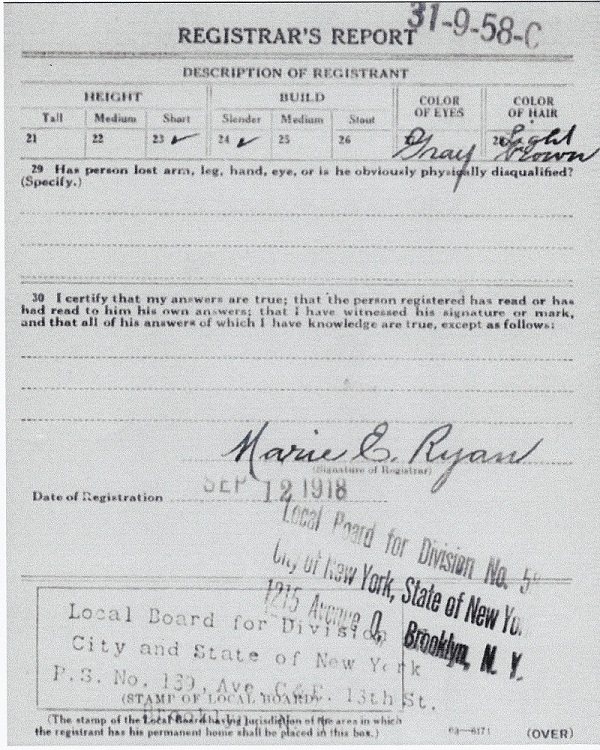 31-9-58-C
REGISTRAR'S REPORT
DESCRIPTION OF REGISTRANT
HEIGHT BUILD COLOR OF EYES COLOR OF HAIR
Tall Medium Short Slender Medium Stout
21 22 23 ✓ 24 ✓ 25 26 Gray Light brown
29 Has person lost arm, leg, hand, eye, or is he obviously physically disqualified?
(Specify.)
30 I certify that my answers are true; that the person registered has read or has
had read to him his own answers; that I have witnessed his signature or mark,
and that all of his answers of which I have knowledge are true, except as follows:
Marie E. Ryan
(Signature of Registrar)
Date of Registration SEP 12 1918
Local Board for Division No.
City of New York, State of New
1215 Avenue Brooklyn, N. Y.
Local Board for Division
City and State of New York
P.S. No. 139, Ave. 13th St.
(STAMP OF LOCAL BOARD)
(The stamp of the Local Board having jurisdiction of the area in which
the registrant has his permanent home shall be placed in this box.)
(OVER)